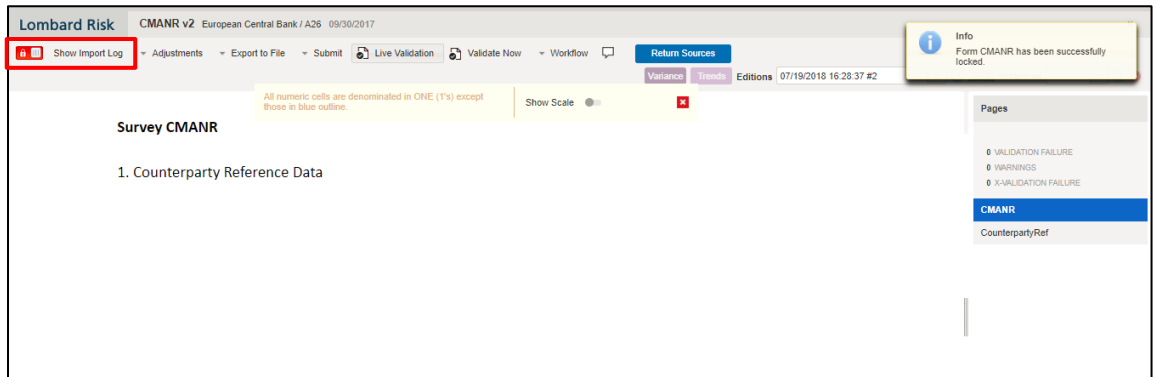 Lombard Risk CMANR v2 European Central Bank / A26 09/30/2017
Info
Form CMANR has been successfully
locked.
Show Import Log Adjustments Export to File Submit Live Validation Validate Now Workflow Return Sources
Variance Trends Editions 07/19/2018 16:28:37 #2
All numeric cells are denominated in ONE (1's) except
those in blue outline.
Show Scale
Survey CMANR
1. Counterparty Reference Data
Pages
0 VALIDATION FAILURE
0 WARNINGS
0 X-VALIDATION FAILURE
CMANR
CounterpartyRef